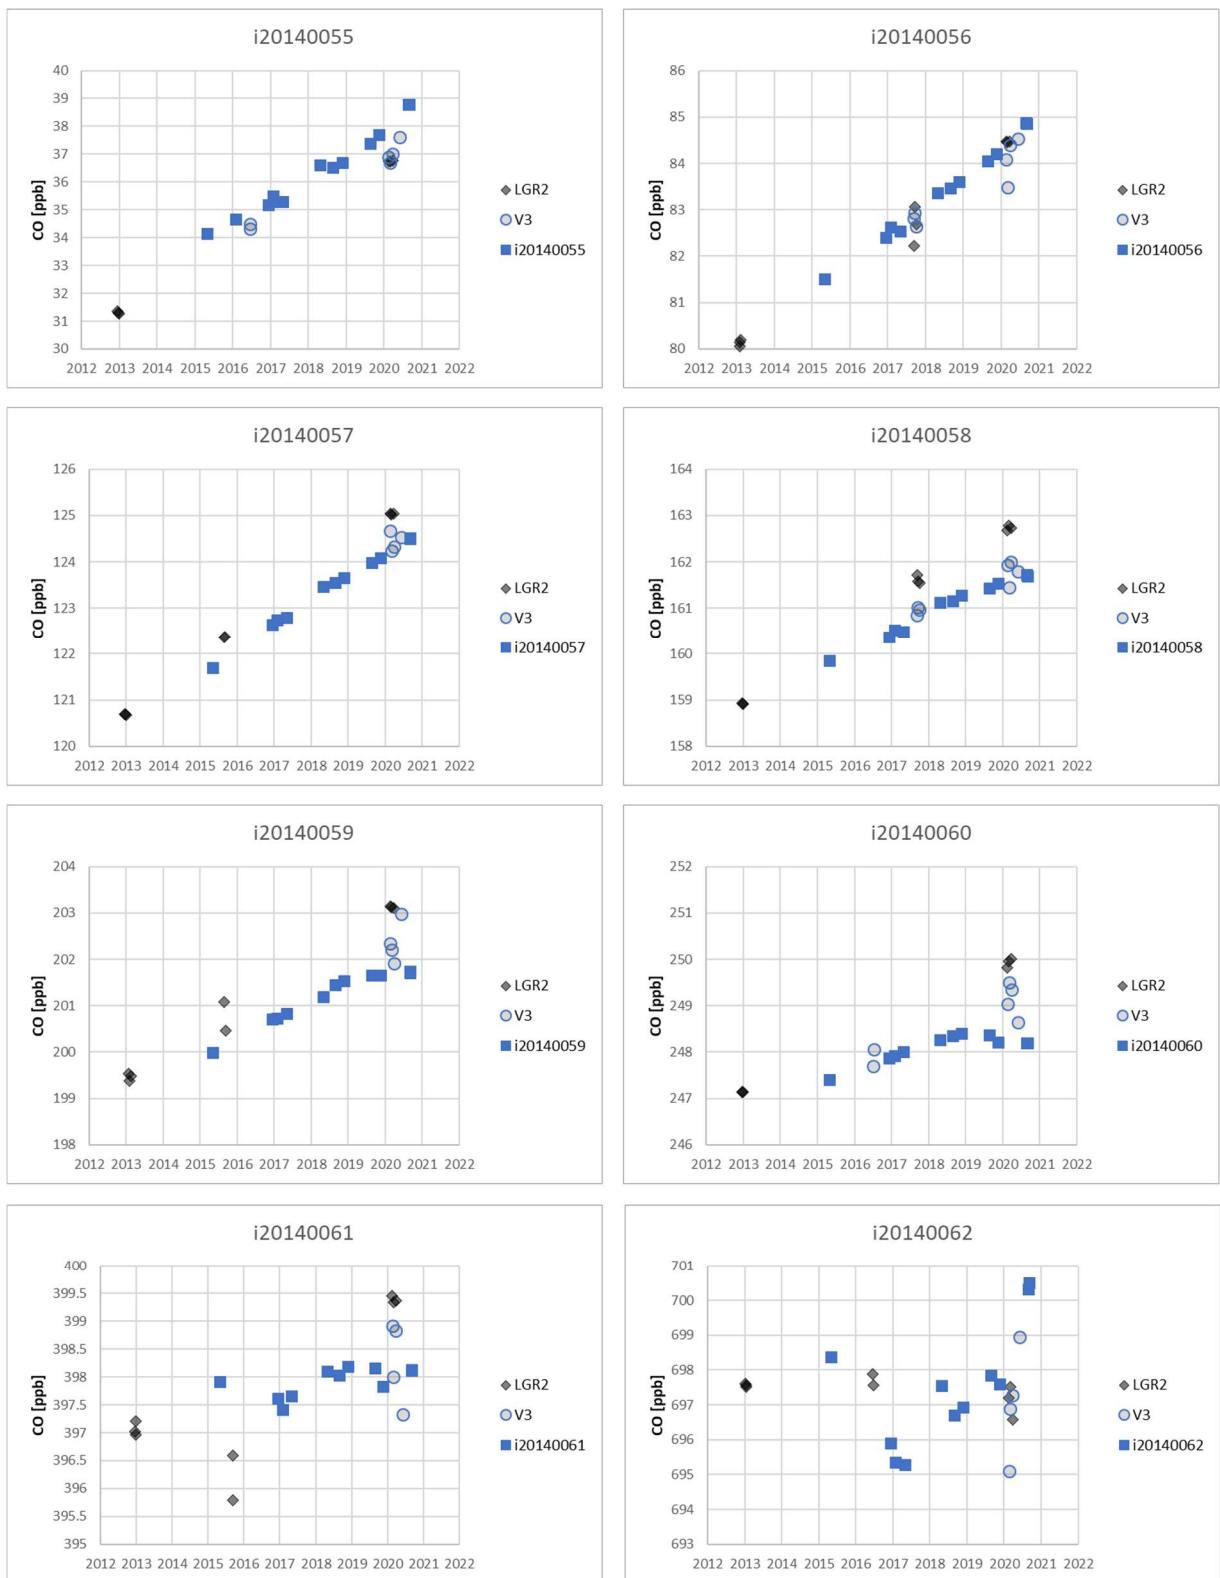 i20140055
40
39
38
37
36
35
34
33
32
31
30
CO [ppb]
2012 2013 2014 2015 2016 2017 2018 2019 2020 2021 2022
LGR2
V3
i20140055
i20140056
86
85
84
83
82
81
80
CO [ppb]
2012 2013 2014 2015 2016 2017 2018 2019 2020 2021 2022
LGR2
V3
i20140056
i20140057
126
125
124
123
122
121
120
CO [ppb]
2012 2013 2014 2015 2016 2017 2018 2019 2020 2021 2022
LGR2
V3
i20140057
i20140058
164
163
162
161
160
159
158
CO [ppb]
2012 2013 2014 2015 2016 2017 2018 2019 2020 2021 2022
LGR2
V3
i20140058
i20140059
204
203
202
201
200
199
198
CO [ppb]
2012 2013 2014 2015 2016 2017 2018 2019 2020 2021 2022
LGR2
V3
i20140059
i20140060
252
251
250
249
248
247
246
CO [ppb]
2012 2013 2014 2015 2016 2017 2018 2019 2020 2021 2022
LGR2
V3
i20140060
i20140061
400
399.5
399
398.5
398
397.5
397
396.5
396
395.5
395
CO [ppb]
2012 2013 2014 2015 2016 2017 2018 2019 2020 2021 2022
LGR2
V3
i20140061
i20140062
701
700
699
698
697
696
695
694
693
CO [ppb]
2012 2013 2014 2015 2016 2017 2018 2019 2020 2021 2022
LGR2
V3
i20140062